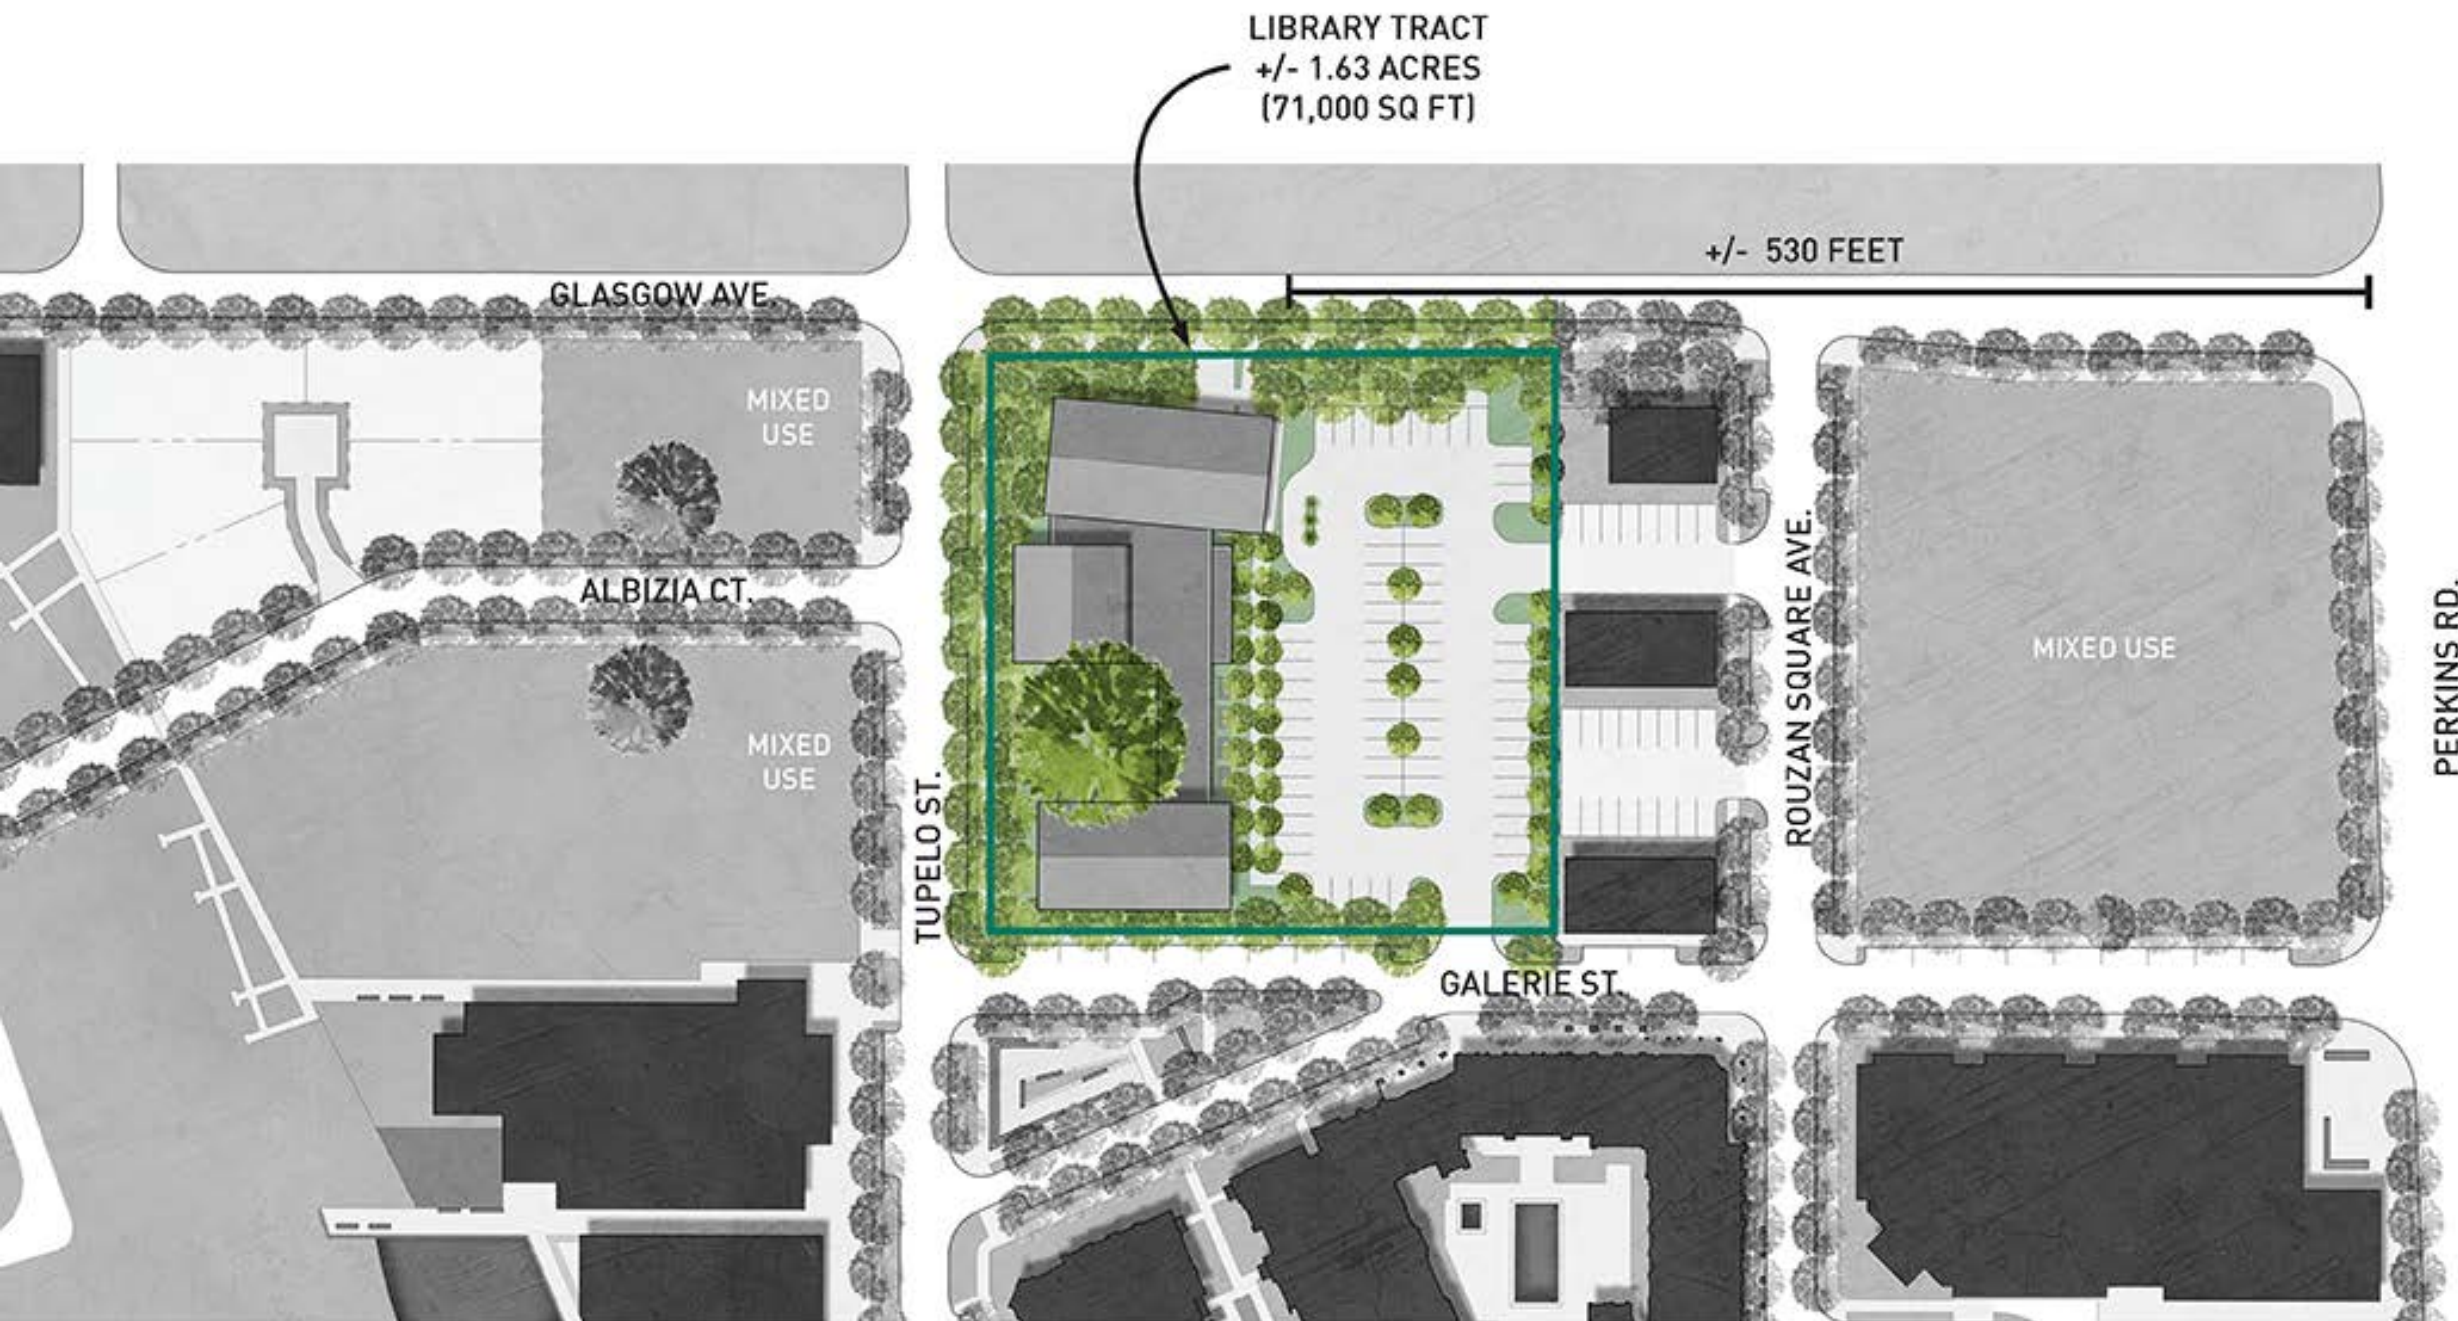 LIBRARY TRACT
+/- 1.63 ACRES
(71,000 SQ FT)
+/- 530 FEET
GLASGOW AVE.
MIXED
USE
ALBIZIA CT.
MIXED
USE
TUPELO ST.
ROUZAN SQUARE AVE.
MIXED USE
PERKINS RD.
GALERIE ST.